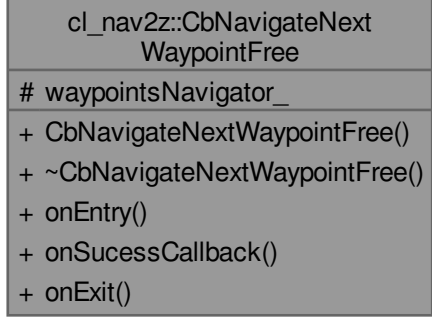 cl_nav2z::CbNavigateNext
WaypointFree
# waypointsNavigator_
+ CbNavigateNextWaypointFree()
+ ~CbNavigateNextWaypointFree()
+ onEntry()
+ onSucessCallback()
+ onExit()